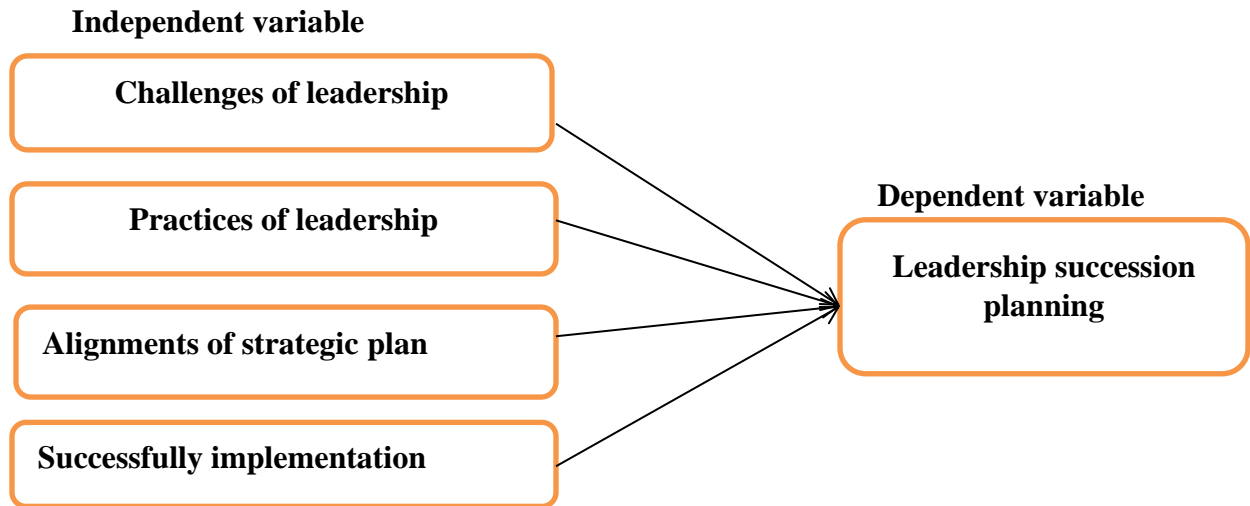 Independent variable
Challenges of leadership
Practices of leadership
Alignments of strategic plan
Successfully implementation
Dependent variable
Leadership succession
planning